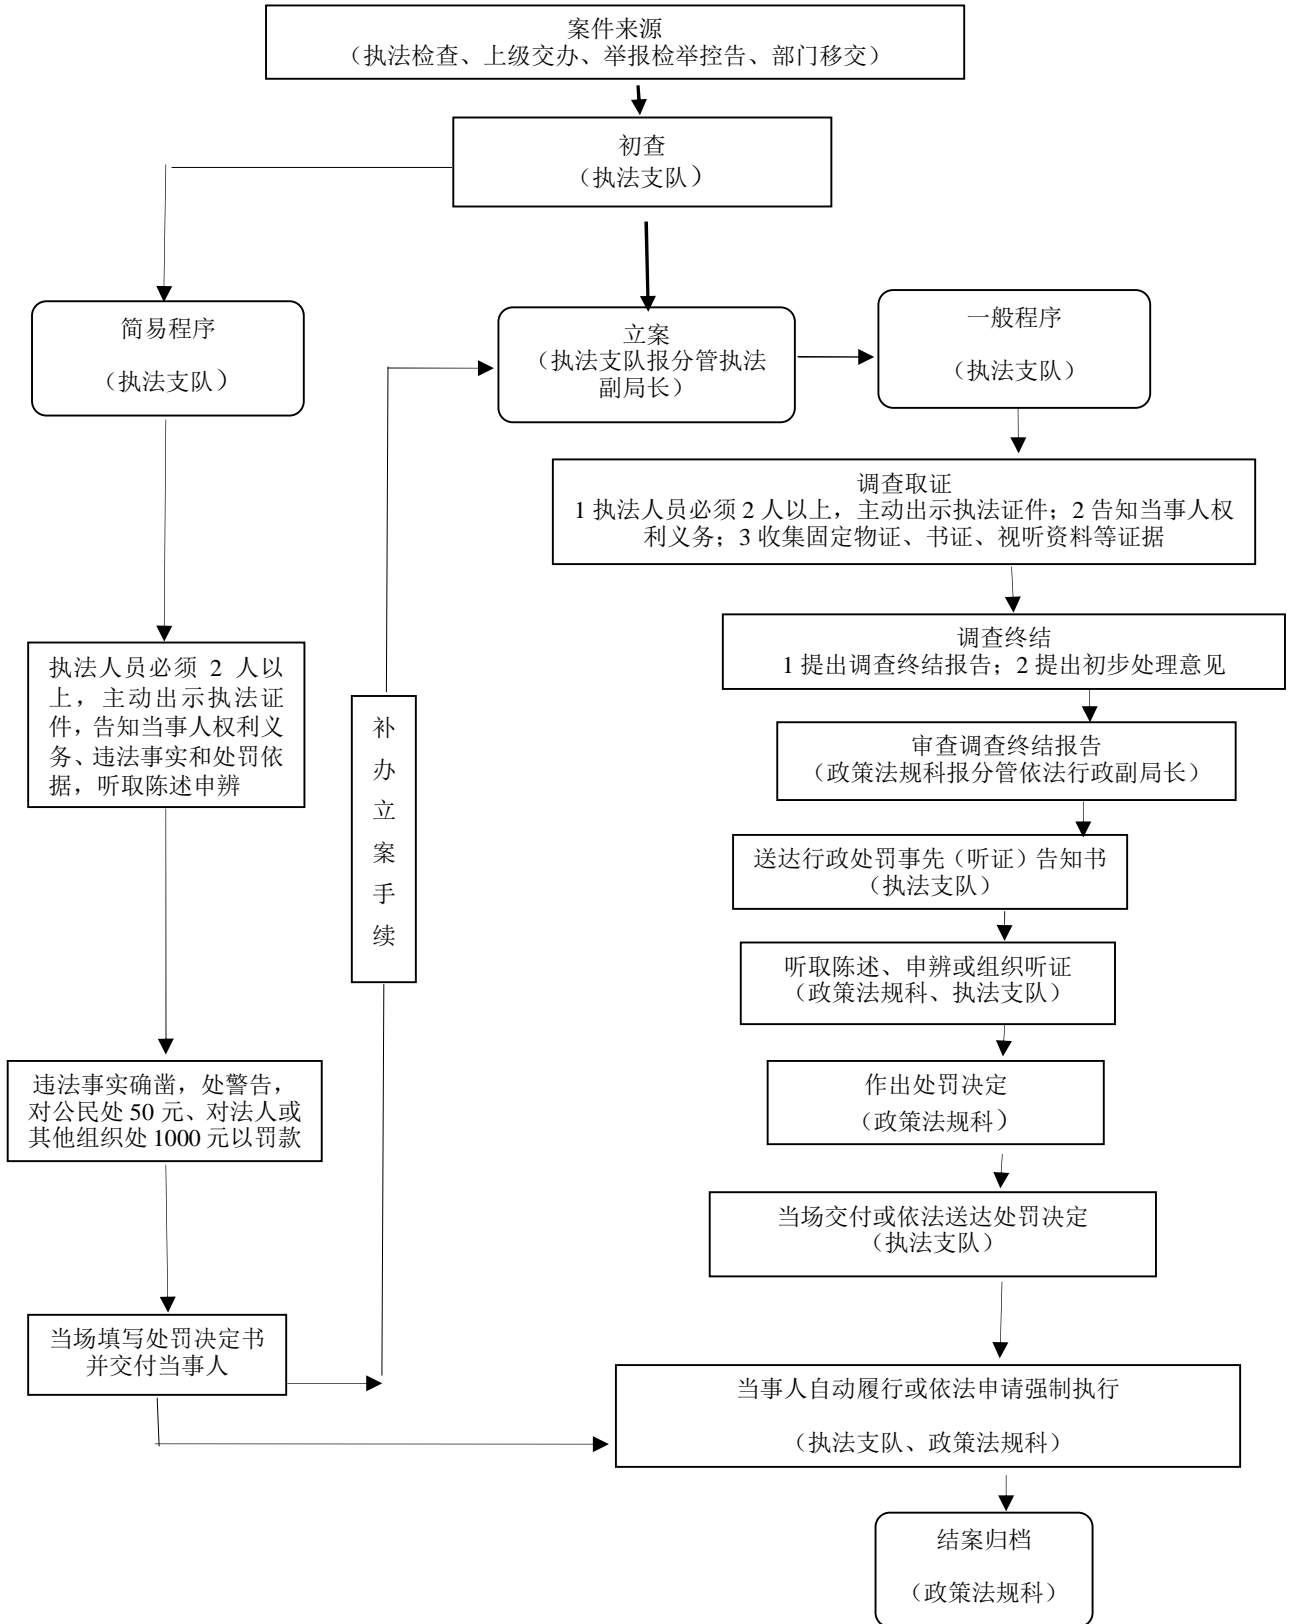 案件来源
（执法检查、上级交办、举报检举控告、部门移交）
初查
（执法支队）
简易程序
（执法支队）
立案
（执法支队报分管执法
副局长）
一般程序
（执法支队）
调查取证
1 执法人员必须 2 人以上，主动出示执法证件；2 告知当事人权
利义务；3 收集固定物证、书证、视听资料等证据
调查终结
1 提出调查终结报告；2 提出初步处理意见
执法人员必须 2 人以
上，主动出示执法证
件，告知当事人权利义
务、违法事实和处罚依
据，听取陈述申辨
补
办
立
案
手
续
审查调查终结报告
（政策法规科报分管依法行政副局长）
送达行政处罚事先（听证）告知书
（执法支队）
听取陈述、申辨或组织听证
（政策法规科、执法支队）
违法事实确凿，处警告，
对公民处 50 元、对法人或
其他组织处 1000 元以罚款
作出处罚决定
（政策法规科）
当场交付或依法送达处罚决定
（执法支队）
当场填写处罚决定书
并交付当事人
当事人自动履行或依法申请强制执行
（执法支队、政策法规科）
结案归档
（政策法规科）